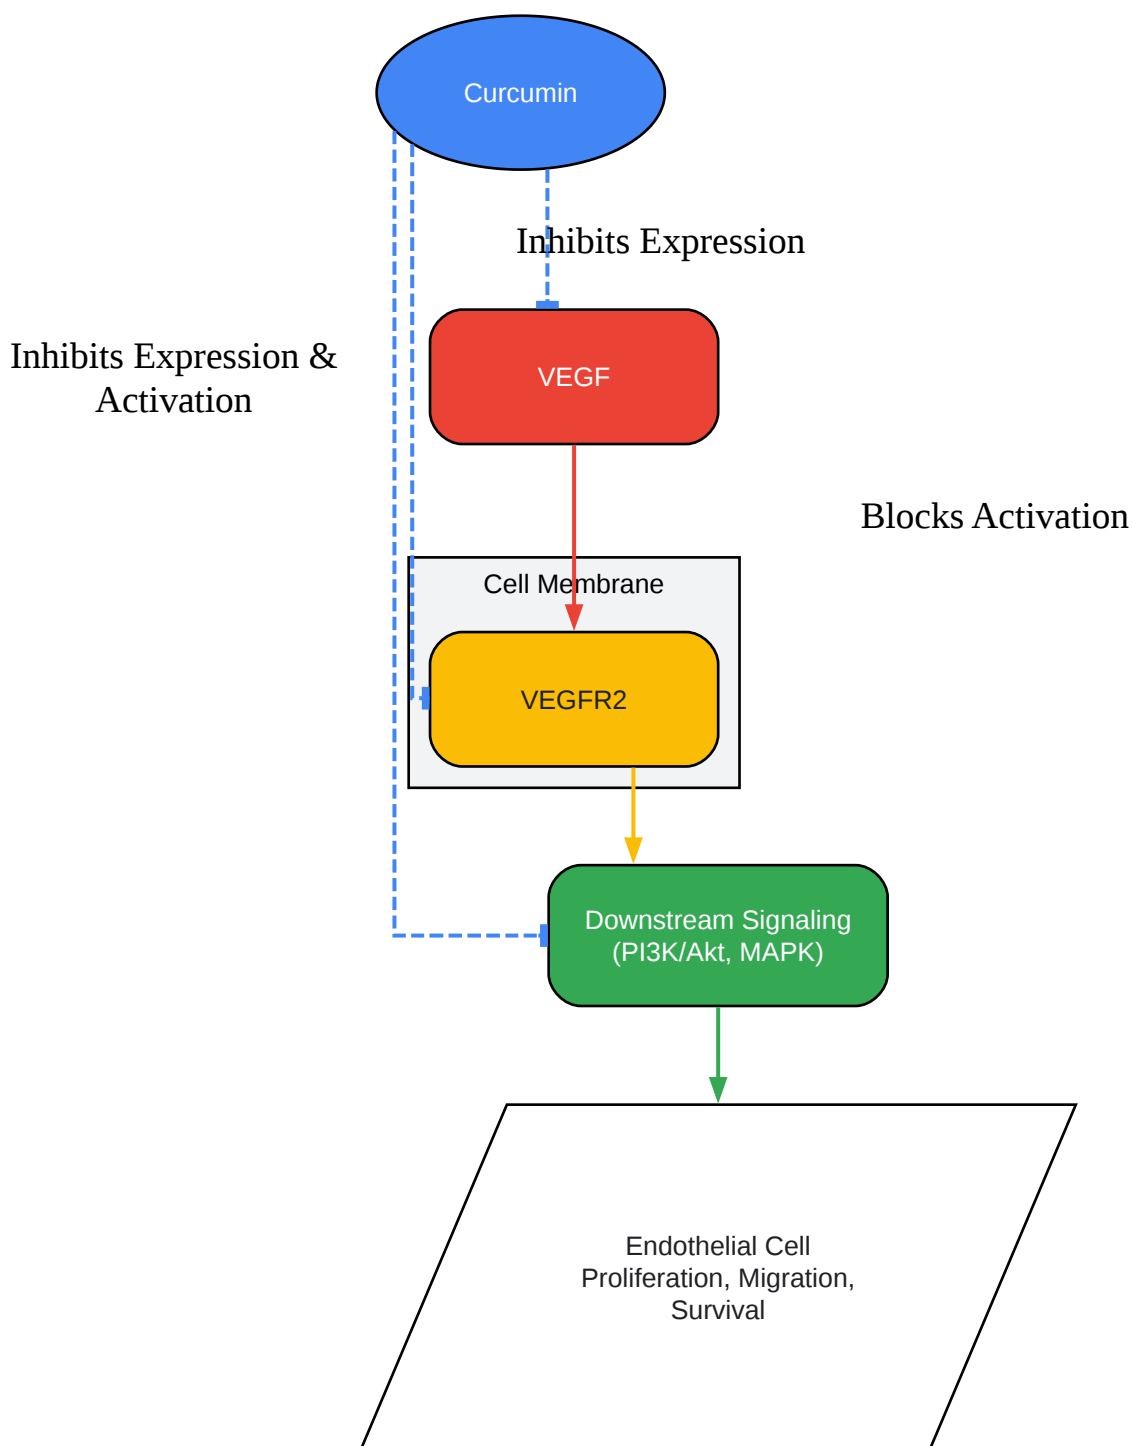 Curcumin
Inhibits Expression
Inhibits Expression &
Activation
VEGF
Blocks Activation
Cell Membrane
VEGFR2
Downstream Signaling
(PI3K/Akt, MAPK)
Endothelial Cell
Proliferation, Migration,
Survival